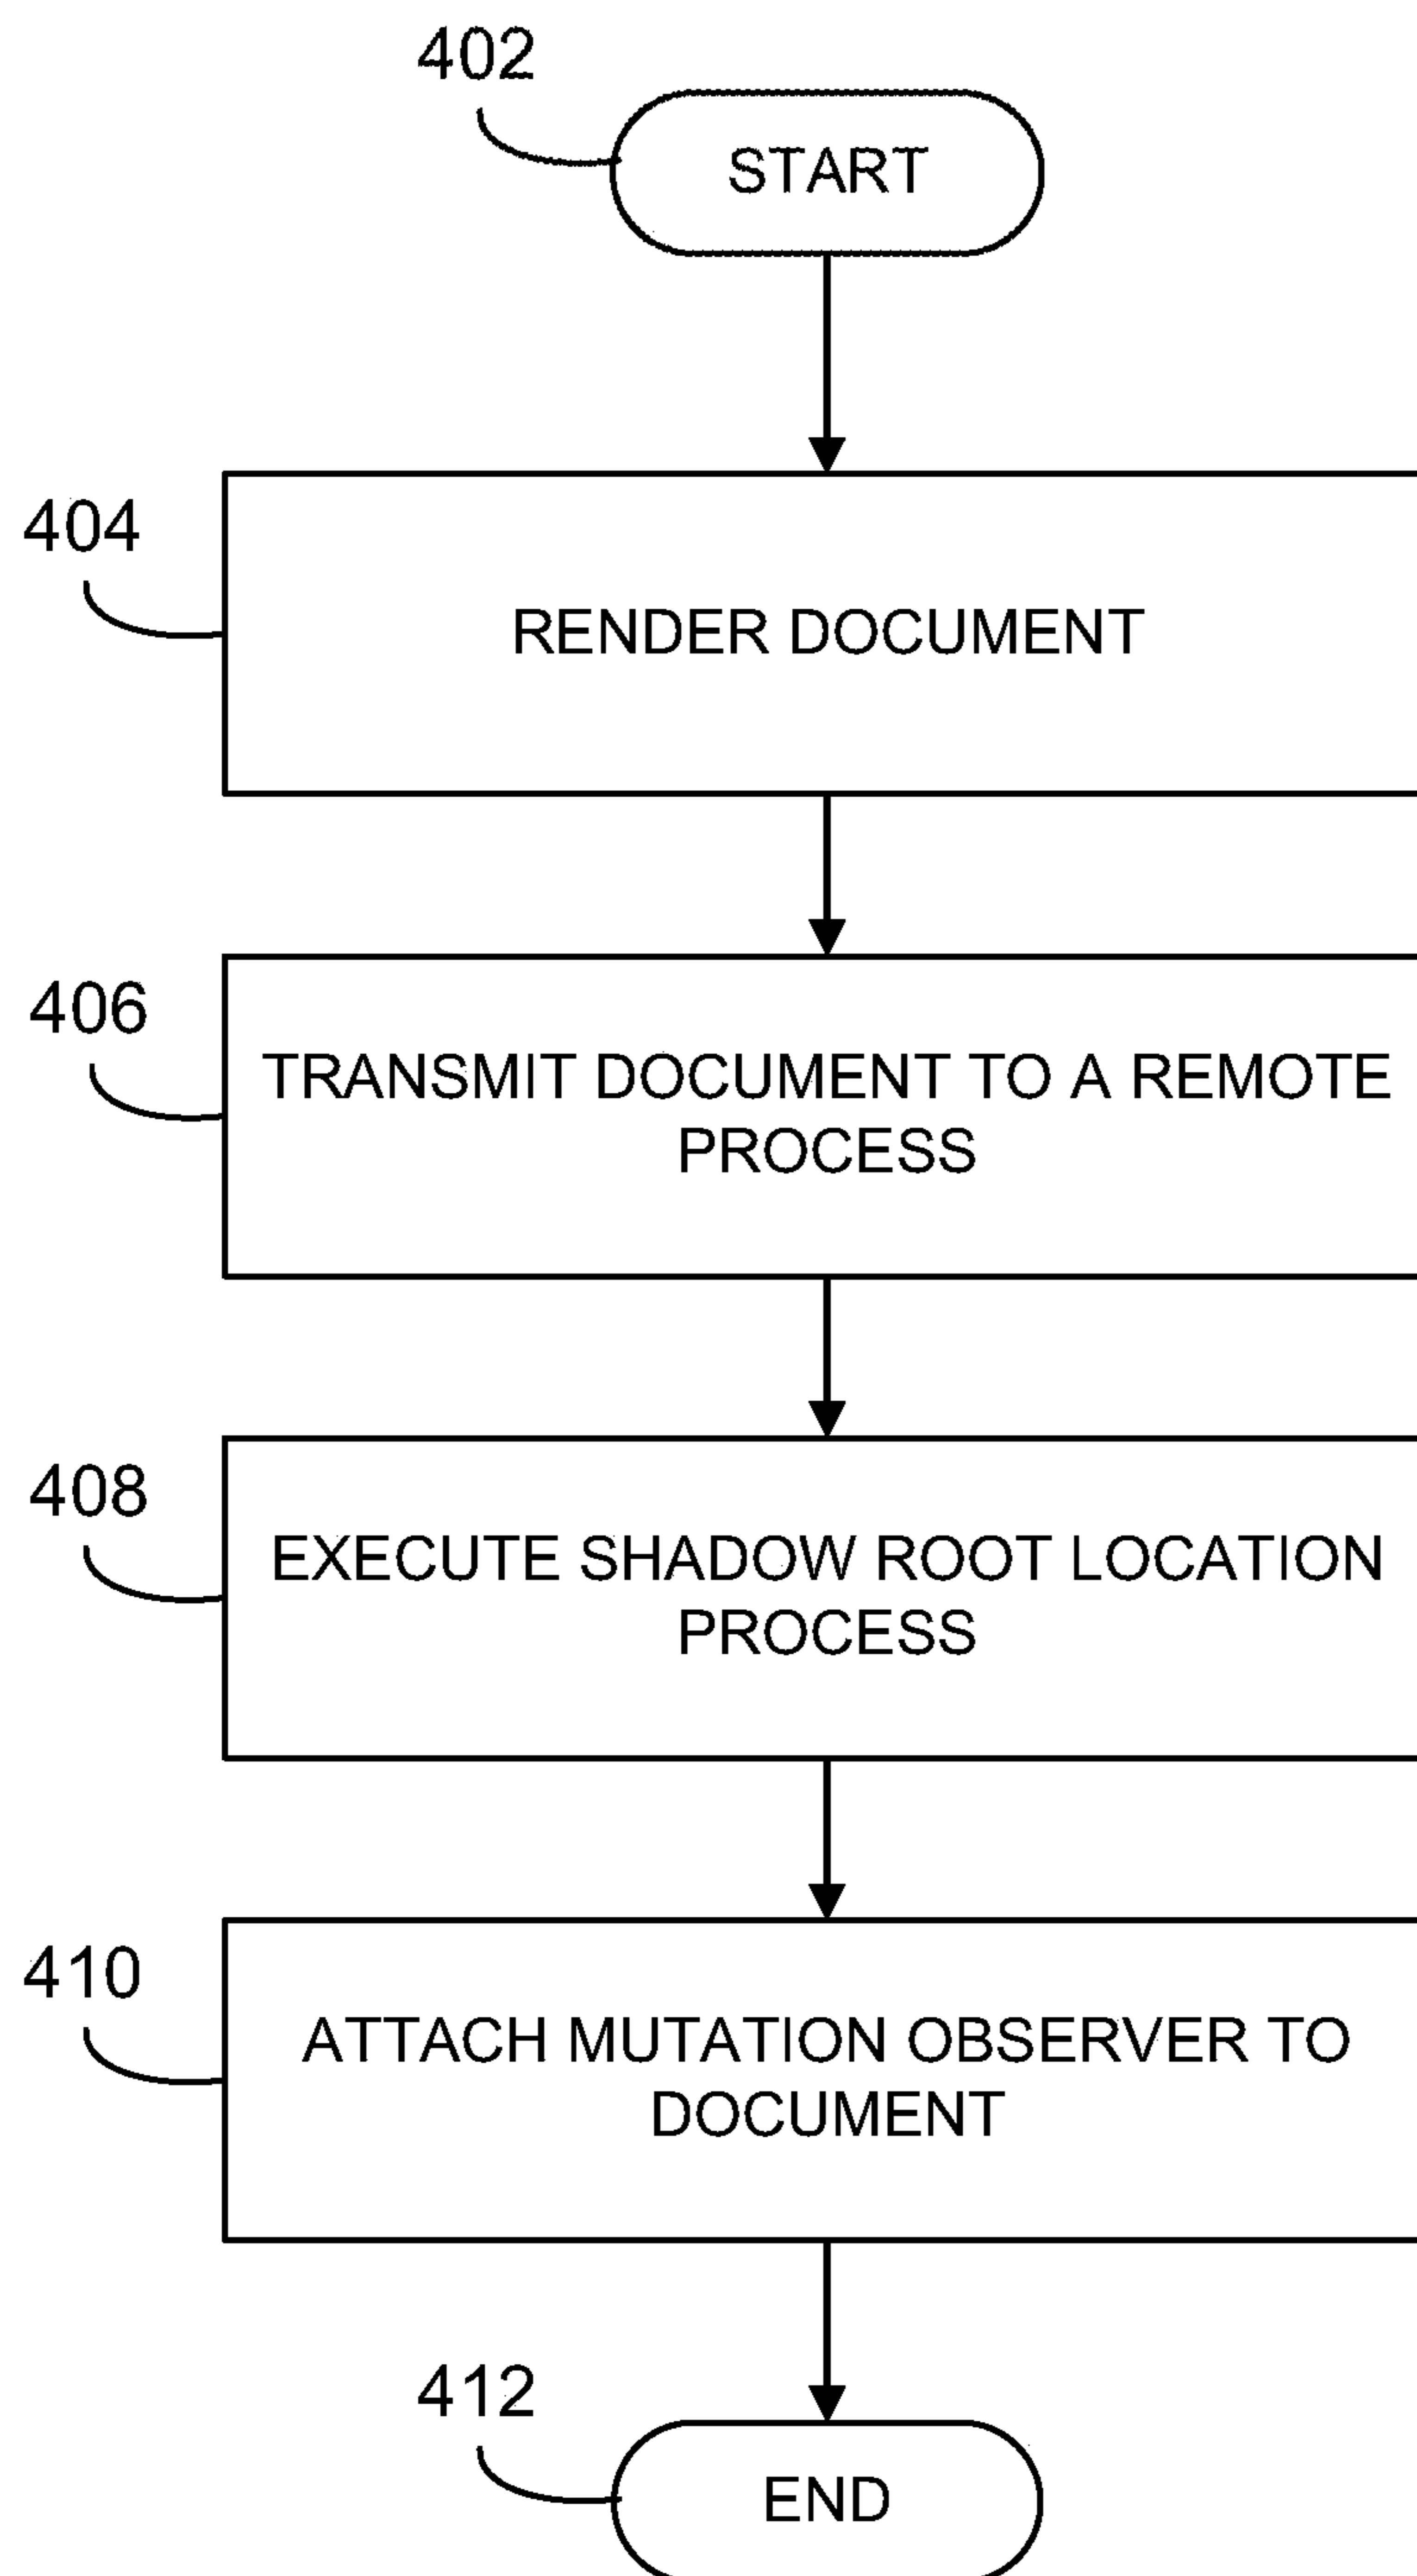 402
START
404
RENDER DOCUMENT
406
TRANSMIT DOCUMENT TO A REMOTE
PROCESS
408
EXECUTE SHADOW ROOT LOCATION
PROCESS
410
ATTACH MUTATION OBSERVER TO
DOCUMENT
412
END